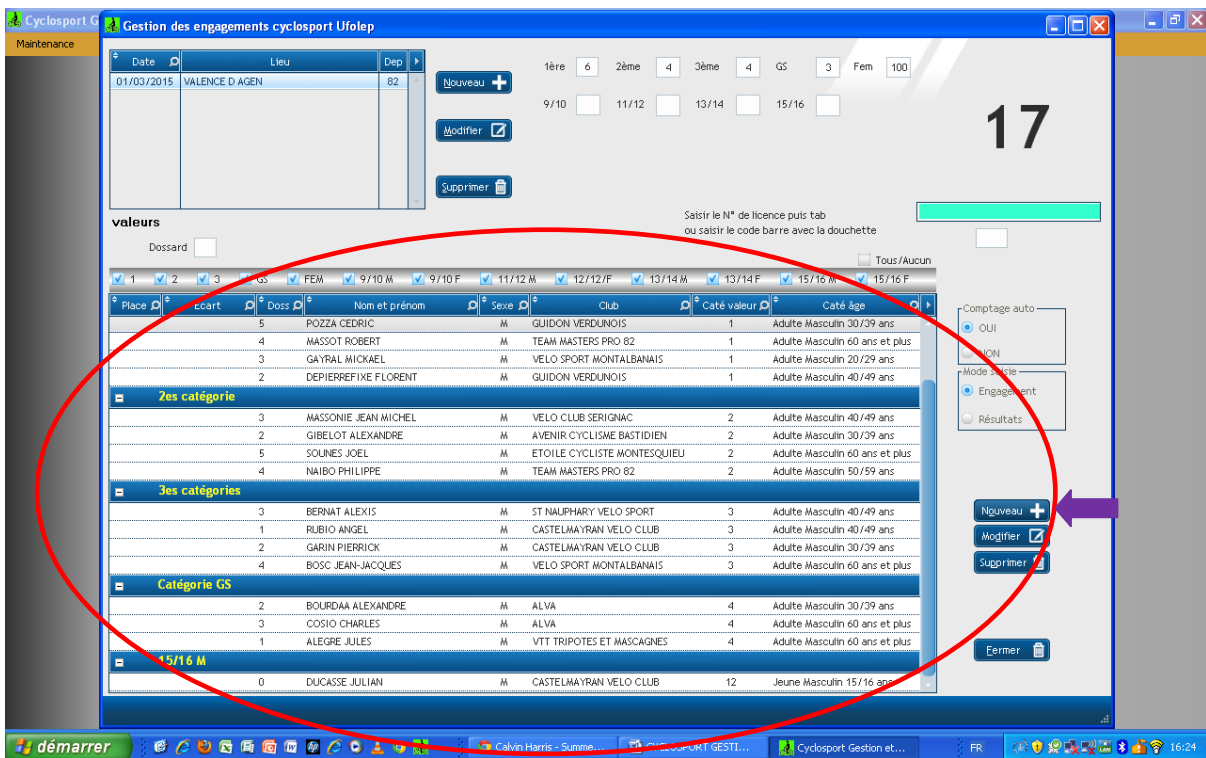 Cyclosport G
Gestion des engagements cyclosport Ufolep
Maintenance
Date Lieu Dep
01/03/2015 VALENCE D AGEN 82
Nouveau
Modifier
Supprimer
1ère 6 2ème 4 3ème 4 GS 3 Fem 100
9/10 11/12 13/14 15/16
17
valeurs
Dossard
Saisir le N° de licence puis tab
ou saisir le code barre avec la douchette
Tous/Aucun
1 2 3 GS FEM 9/10 M 9/10 F 11/12 M 12/12/F 13/14 M 13/14 F 15/16 M 15/16 F
Place Ecart Doss Nom et prénom Sexe Club Caté valeur Caté âge
5 POZZA CEDRIC M GUIDON VERDUNOIS 1 Adulte Masculin 30/39 ans
4 MASSOT ROBERT M TEAM MASTERS PRO 82 1 Adulte Masculin 60 ans et plus
3 GAYRAL MICKAEL M VELO SPORT MONTALBANAIS 1 Adulte Masculin 20/29 ans
2 DEPIERREFIXE FLORENT M GUIDON VERDUNOIS 1 Adulte Masculin 40/49 ans
2es catégorie
3 MASSONIE JEAN MICHEL M VELO CLUB SERIGNAC 2 Adulte Masculin 40/49 ans
2 GIBELOT ALEXANDRE M AVENIR CYCLISME BASTIDIEN 2 Adulte Masculin 30/39 ans
5 SOUNES JOEL M ETOILE CYCLISTE MONTESQUIEU 2 Adulte Masculin 60 ans et plus
4 NAIBO PHILIPPE M TEAM MASTERS PRO 82 2 Adulte Masculin 50/59 ans
3es catégories
3 BERNAT ALEXIS M ST NAUPHARY VELO SPORT 3 Adulte Masculin 40/49 ans
1 RUBIO ANGEL M CASTELMAYRAN VELO CLUB 3 Adulte Masculin 40/49 ans
2 GARIN PIERRICK M CASTELMAYRAN VELO CLUB 3 Adulte Masculin 30/39 ans
4 BOSC JEAN-JACQUES M VELO SPORT MONTALBANAIS 3 Adulte Masculin 60 ans et plus
Catégorie GS
2 BOURDAA ALEXANDRE M ALVA 4 Adulte Masculin 30/39 ans
3 COSIO CHARLES M ALVA 4 Adulte Masculin 60 ans et plus
1 ALEGRE JULES M VTT TRIPOTES ET MASCAGNES 4 Adulte Masculin 60 ans et plus
15/16 M
0 DUCASSE JULIAN M CASTELMAYRAN VELO CLUB 12 Jeune Masculin 15/16 ans
Comptage auto
OUI
NON
Mode saisie
Engagement
Résultats
Nouveau
Modifier
Supprimer
Fermer
démarrer
Calvin Harris - Summe...
CYCLOSPORT GESTI...
Cyclosport Gestion et...
FR
16:24